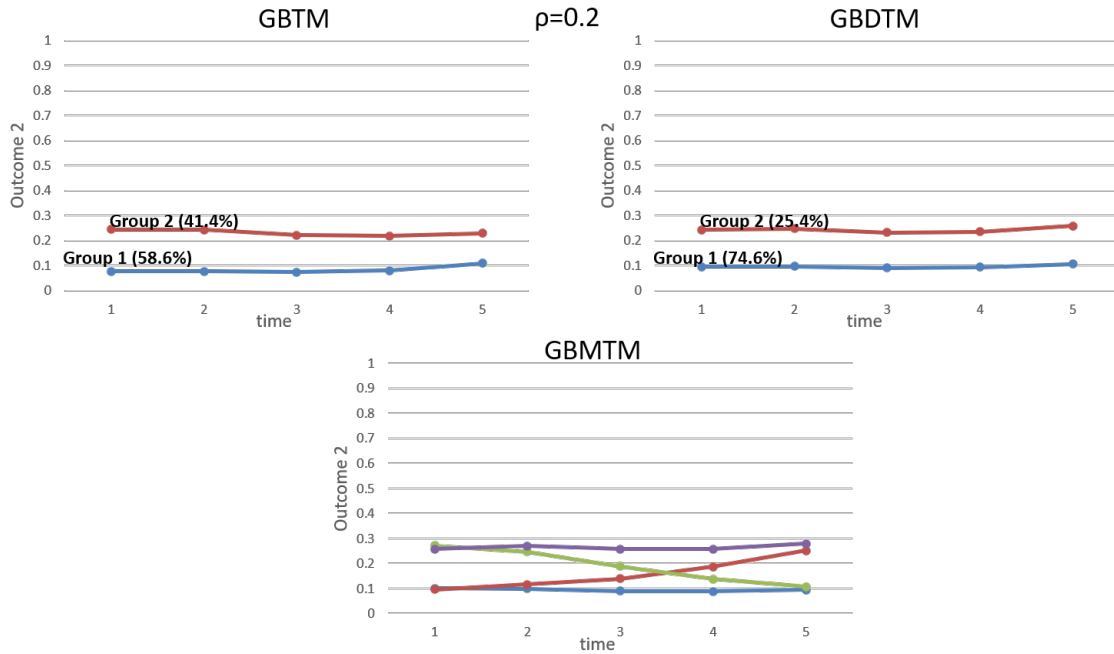 GBTM
ρ=0.2
GBDTM
1
0.9
0.8
0.7
0.6
0.5
0.4
0.3
0.2
0.1
0
Outcome 2
Group 2 (41.4%)
Group 1 (58.6%)
1 2 3 4 5
time
1
0.9
0.8
0.7
0.6
0.5
0.4
0.3
0.2
0.1
0
Outcome 2
Group 2 (25.4%)
Group 1 (74.6%)
1 2 3 4 5
time
GBMTM
1
0.9
0.8
0.7
0.6
0.5
0.4
0.3
0.2
0.1
0
Outcome 2
1 2 3 4 5
time